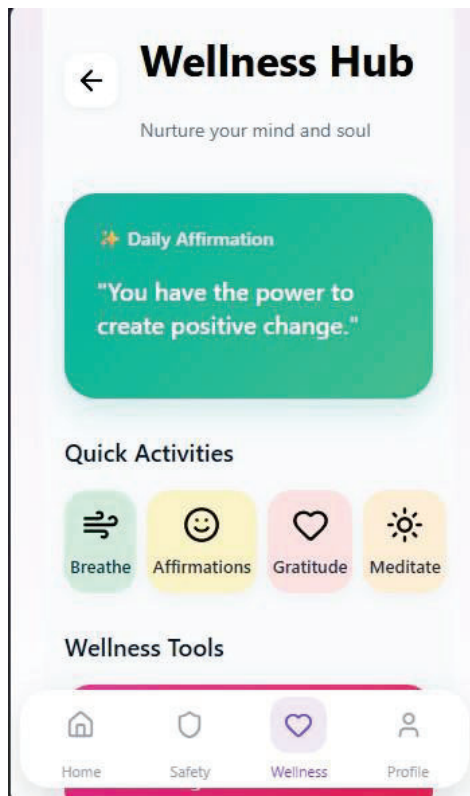 Wellness Hub
Nurture your mind and soul
✨ Daily Affirmation
"You have the power to
create positive change."
Quick Activities
Breathe Affirmations Gratitude Meditate
Wellness Tools
Home Safety Wellness Profile